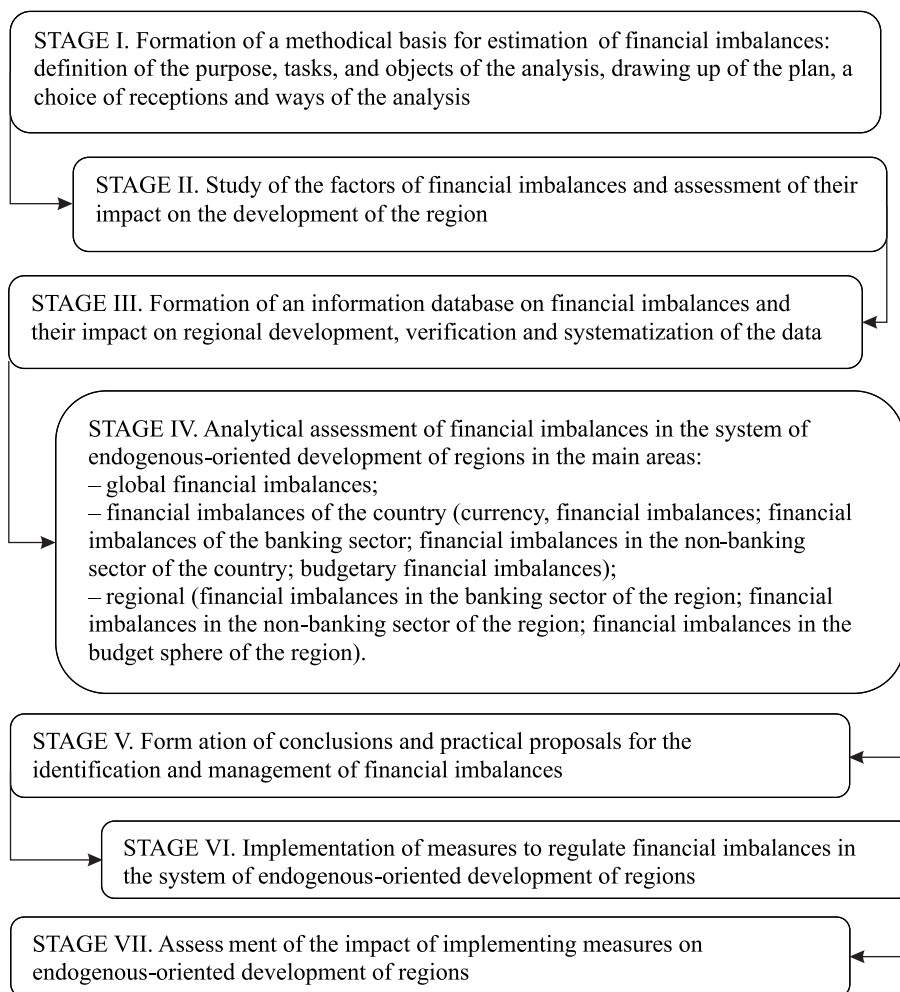 STAGE I. Formation of a methodical basis for estimation of financial imbalances:
definition of the purpose, tasks, and objects of the analysis, drawing up of the plan, a
choice of receptions and ways of the analysis
STAGE II. Study of the factors of financial imbalances and assessment of their
impact on the development of the region
STAGE III. Formation of an information database on financial imbalances and
their impact on regional development, verification and systematization of the data
STAGE IV. Analytical assessment of financial imbalances in the system of
endogenous-oriented development of regions in the main areas:
– global financial imbalances;
– financial imbalances of the country (currency, financial imbalances; financial
imbalances of the banking sector; financial imbalances in the non-banking
sector of the country; budgetary financial imbalances);
– regional (financial imbalances in the banking sector of the region; financial
imbalances in the non-banking sector of the region; financial imbalances in the
budget sphere of the region).
STAGE V. Form ation of conclusions and practical proposals for the
identification and management of financial imbalances
STAGE VI. Implementation of measures to regulate financial imbalances in
the system of endogenous-oriented development of regions
STAGE VII. Assess ment of the impact of implementing measures on
endogenous-oriented development of regions